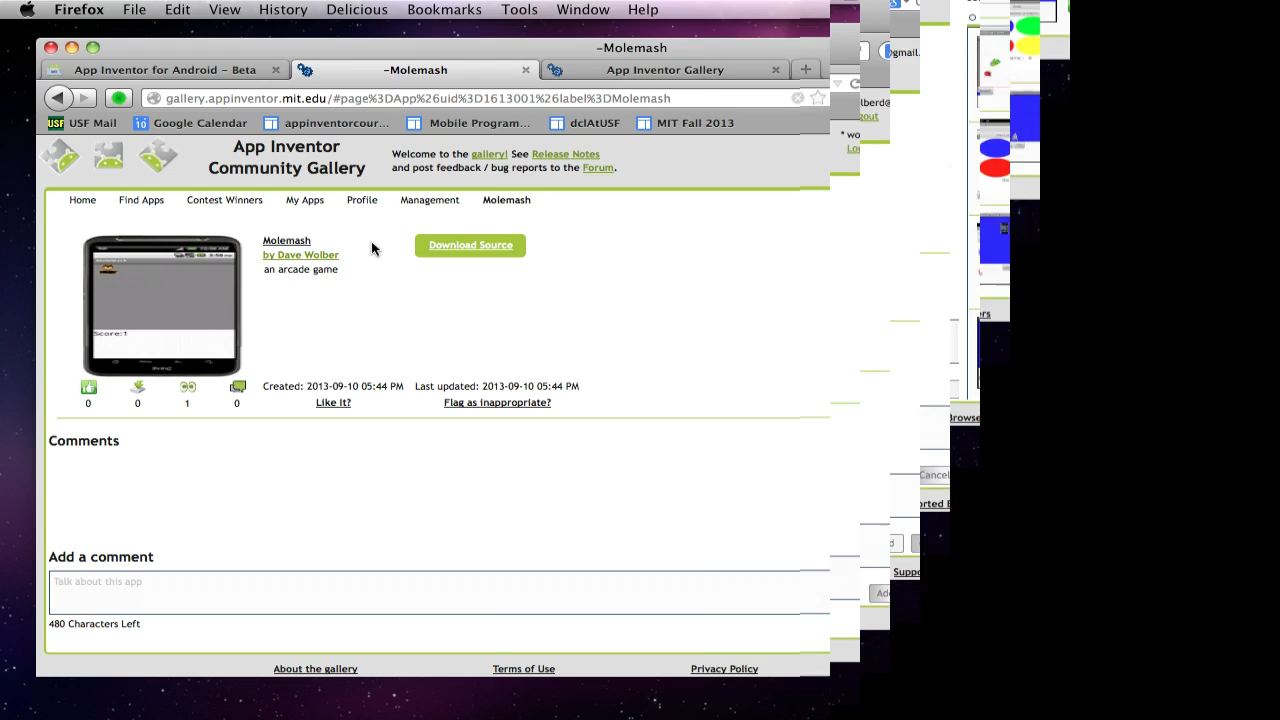 Firefox File Edit View History Delicious Bookmarks Tools Window Help
–Molemash
App Inventor for Android – Beta –Molemash App Inventor Gallery
gallery.appinventor.mit.edu/#page%3DApp%26uid%3D1613001%26label%3DMolemash
USF Mail Google Calendar appinventorcour... Mobile Program... dclAtUSF MIT Fall 2013
App Inventor
Community Gallery
Welcome to the gallery! See Release Notes
and post feedback / bug reports to the Forum.
Home Find Apps Contest Winners My Apps Profile Management Molemash
Molemash
by Dave Wolber
an arcade game
Download Source
Score:1
Created: 2013-09-10 05:44 PM Last updated: 2013-09-10 05:44 PM
0 0 1 0
Like It? Flag as inappropriate?
Comments
Add a comment
Talk about this app
480 Characters Left
About the gallery Terms of Use Privacy Policy
gmail.
Browse
Cancel